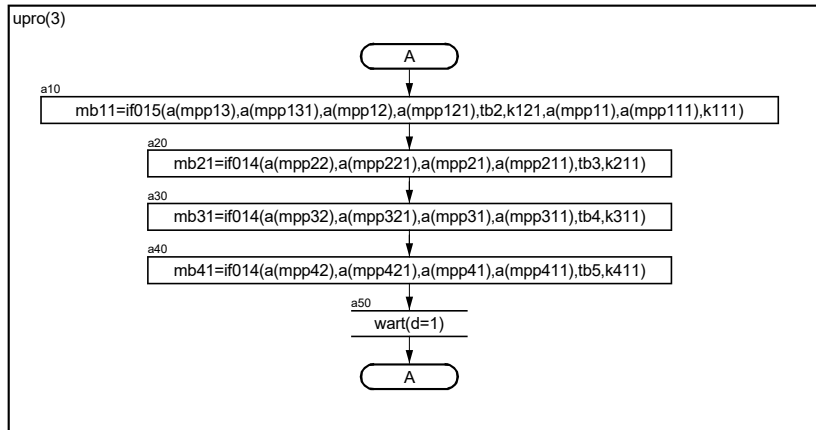 upro(3)
A
a10
mb11=if015(a(mpp13),a(mpp131),a(mpp12),a(mpp121),tb2,k121,a(mpp11),a(mpp111),k111)
a20
mb21=if014(a(mpp22),a(mpp221),a(mpp21),a(mpp211),tb3,k211)
a30
mb31=if014(a(mpp32),a(mpp321),a(mpp31),a(mpp311),tb4,k311)
a40
mb41=if014(a(mpp42),a(mpp421),a(mpp41),a(mpp411),tb5,k411)
a50
wart(d=1)
A